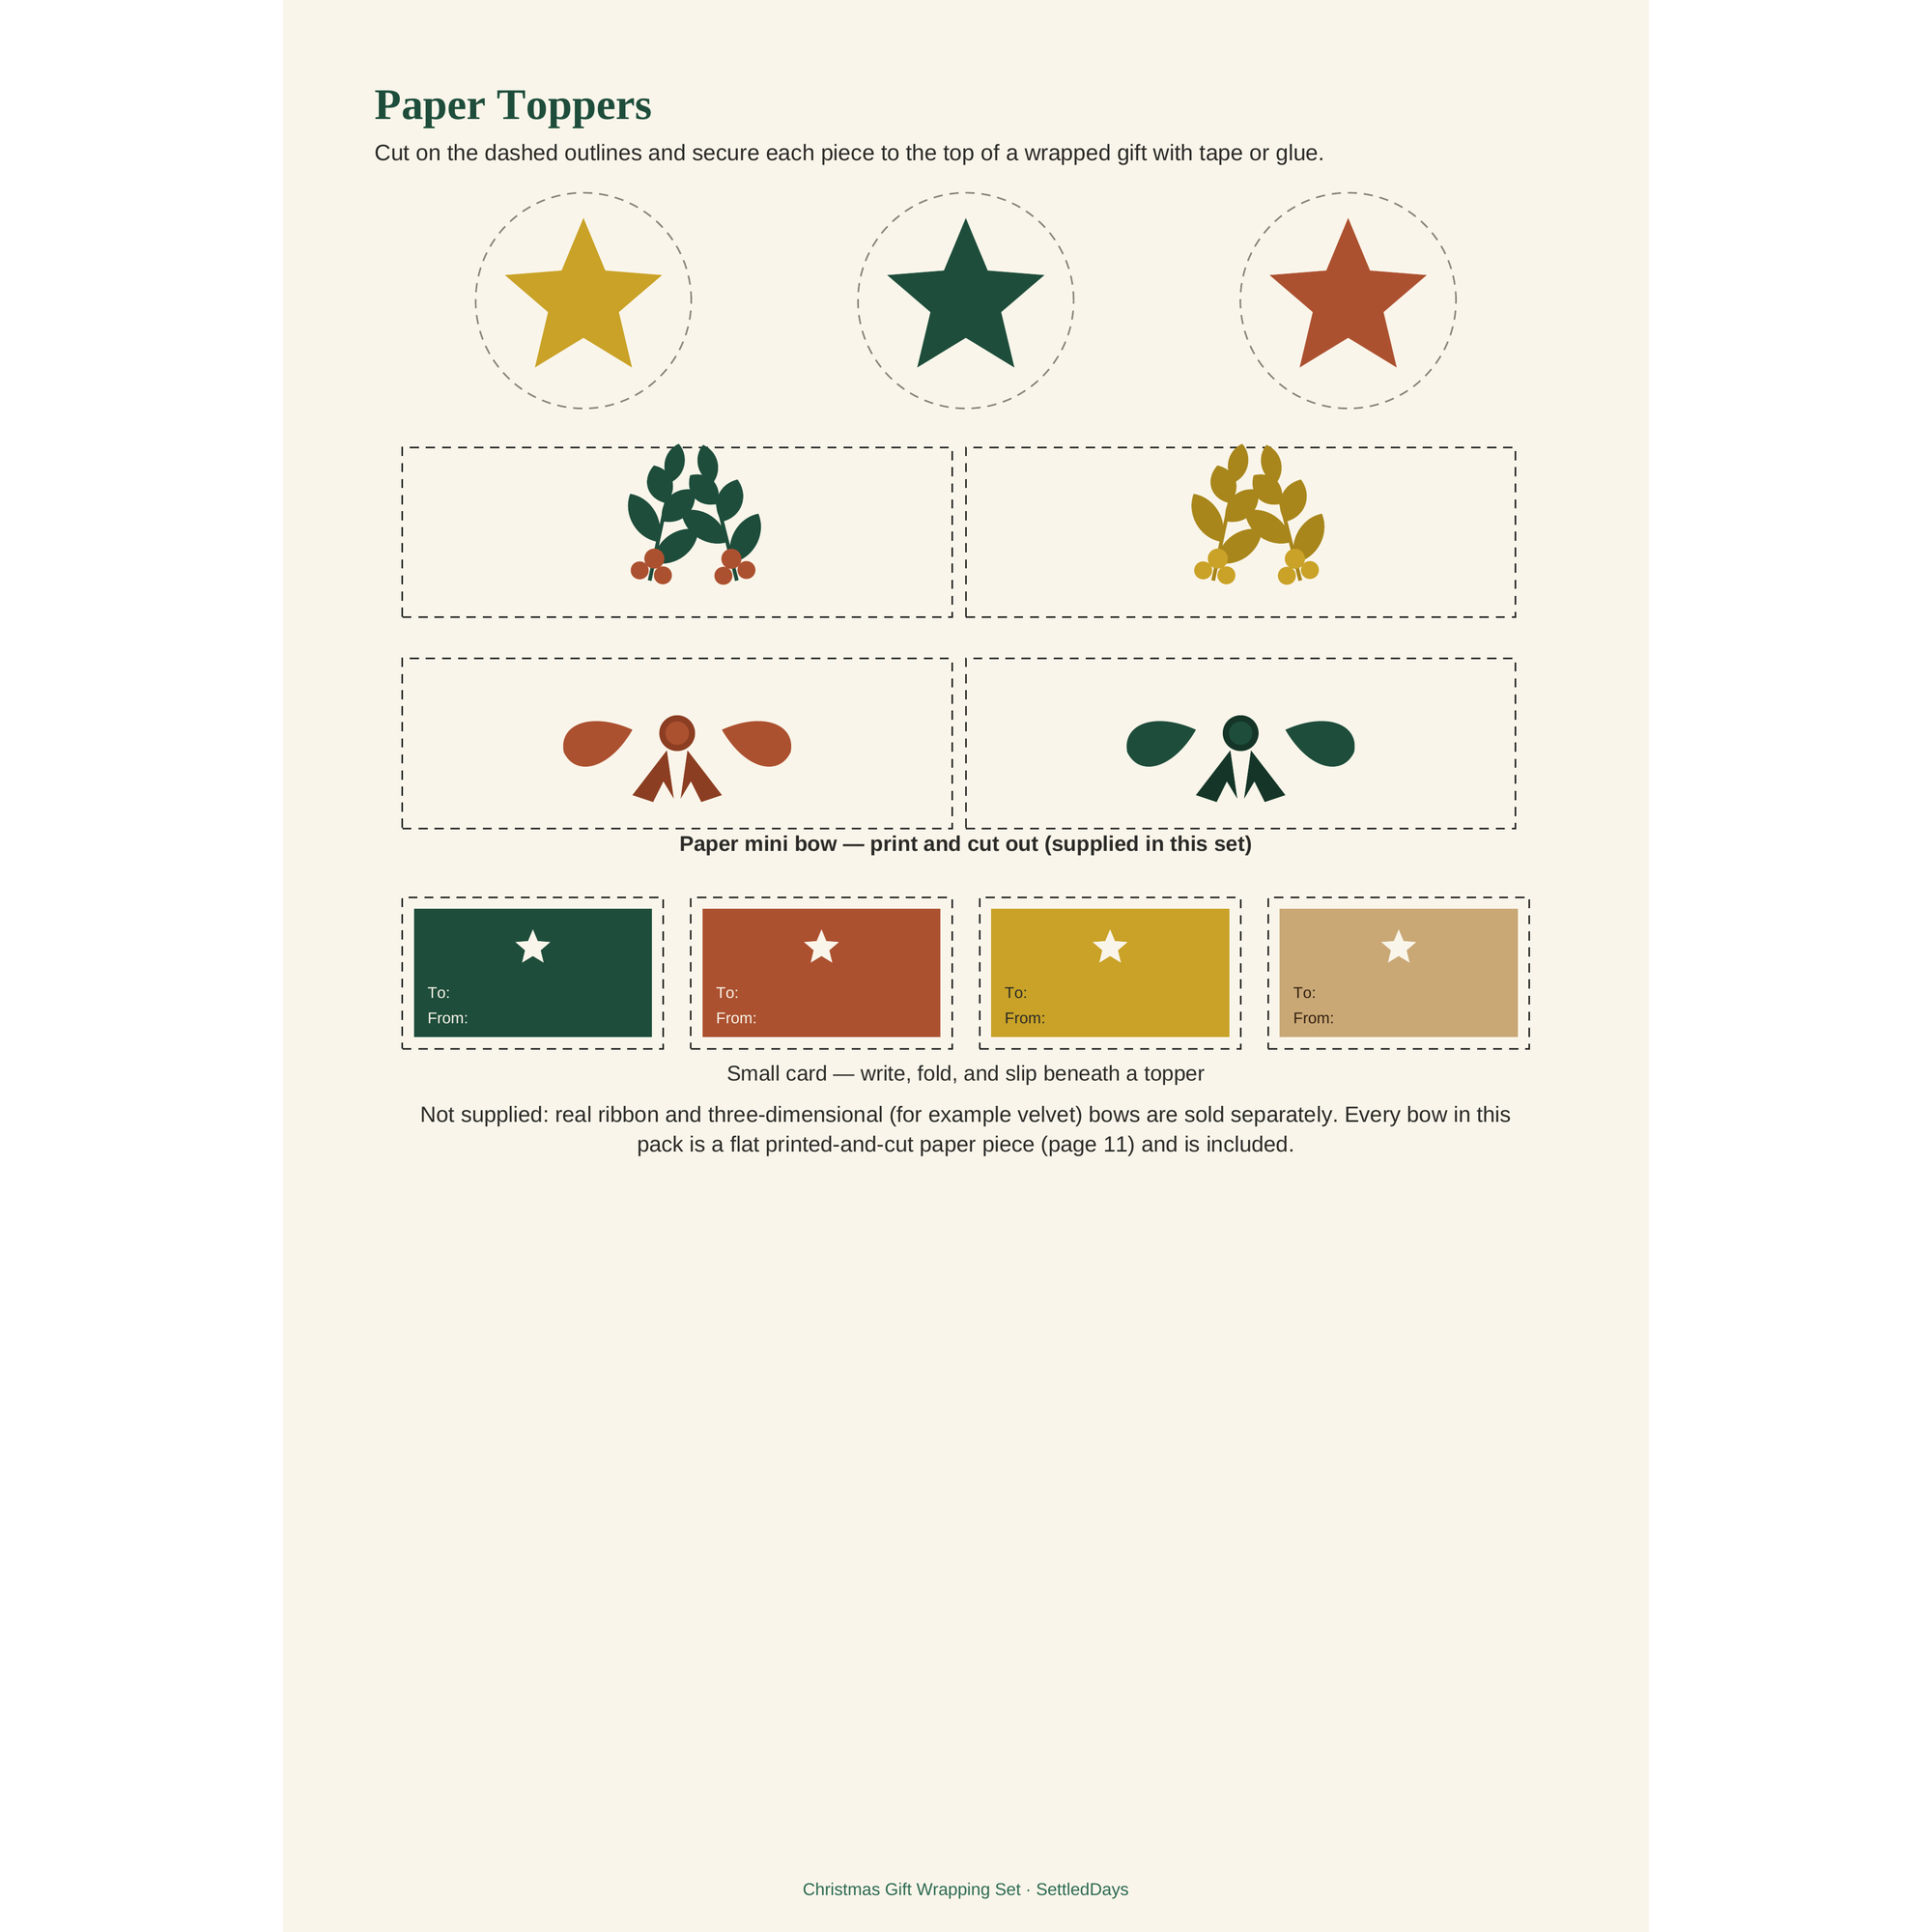 Paper Toppers
Cut on the dashed outlines and secure each piece to the top of a wrapped gift with tape or glue.
Paper mini bow — print and cut out (supplied in this set)
To:
From:
To:
From:
To:
From:
To:
From:
Small card — write, fold, and slip beneath a topper
Not supplied: real ribbon and three-dimensional (for example velvet) bows are sold separately. Every bow in this
pack is a flat printed-and-cut paper piece (page 11) and is included.
Christmas Gift Wrapping Set · SettledDays